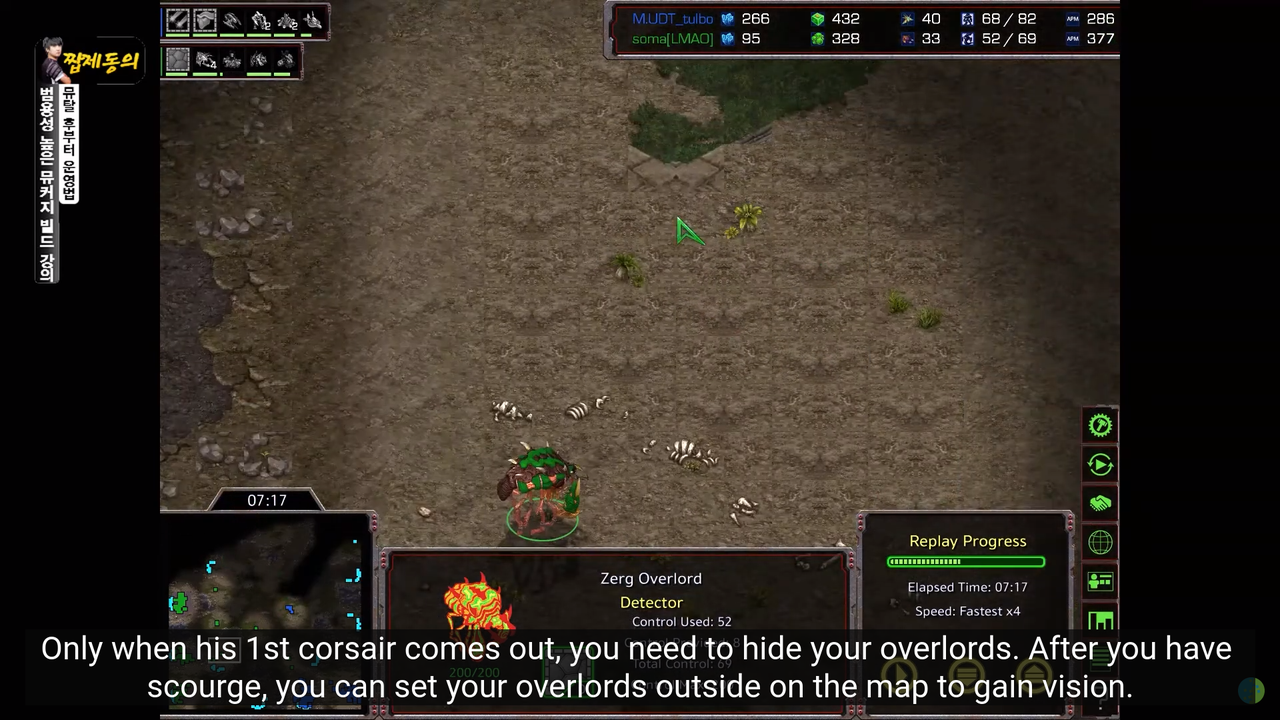 M.UDT_tulbo 266 432 40 68 / 82 APM 286
soma[LMAO] 95 328 33 52 / 69 APM 377
짭제동의
뮤탈 후부터 운영법
범용성 높은 뮤커지 빌드 강의
07:17
Zerg Overlord
Detector
Control Used: 52
Total Control: 69
200/200
Replay Progress
Elapsed Time: 07:17
Speed: Fastest x4
Only when his 1st corsair comes out, you need to hide your overlords. After you have
scourge, you can set your overlords outside on the map to gain vision.